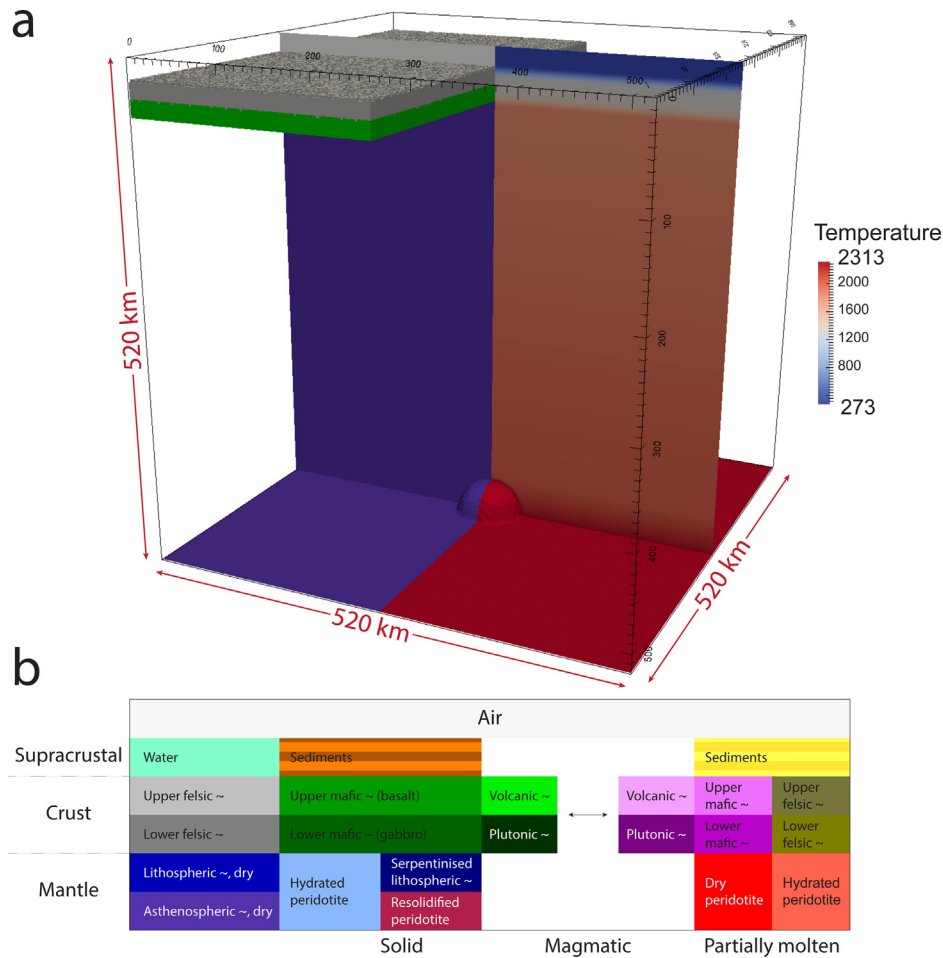 a
0
100
200
300
400
500
0
100
200
300
400
500
520 km
520 km
520 km
Temperature
2313
2000
1600
1200
800
273
b
Air
Supracrustal
Water
Sediments
Sediments
Crust
Upper felsic ~
Upper mafic ~ (basalt)
Volcanic ~
Volcanic ~
Upper
mafic ~
Upper
felsic ~
Lower felsic ~
Lower mafic ~ (gabbro)
Plutonic ~
Plutonic ~
Lower
mafic ~
Lower
felsic ~
Mantle
Lithospheric ~, dry
Asthenospheric ~, dry
Hydrated
peridotite
Serpentinised
lithospheric ~
Resolidified
peridotite
Dry
peridotite
Hydrated
peridotite
Solid
Magmatic
Partially molten